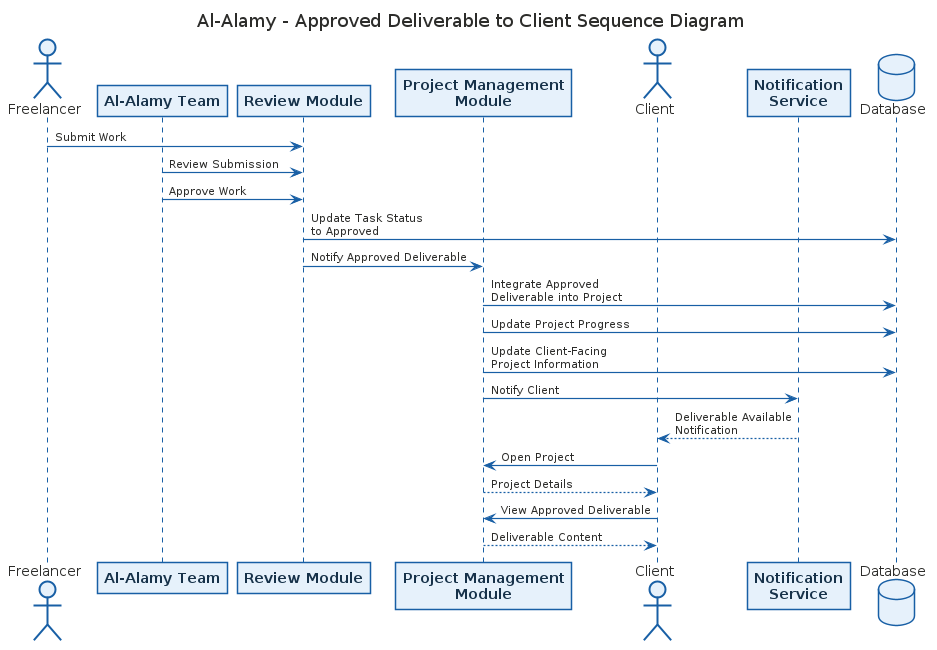 Al-Alamy - Approved Deliverable to Client Sequence Diagram
Freelancer
Al-Alamy Team
Review Module
Project Management
Module
Client
Notification
Service
Database
Submit Work
Review Submission
Approve Work
Update Task Status
to Approved
Notify Approved Deliverable
Integrate Approved
Deliverable into Project
Update Project Progress
Update Client-Facing
Project Information
Notify Client
Deliverable Available
Notification
Open Project
Project Details
View Approved Deliverable
Deliverable Content
Freelancer
Al-Alamy Team
Review Module
Project Management
Module
Client
Notification
Service
Database